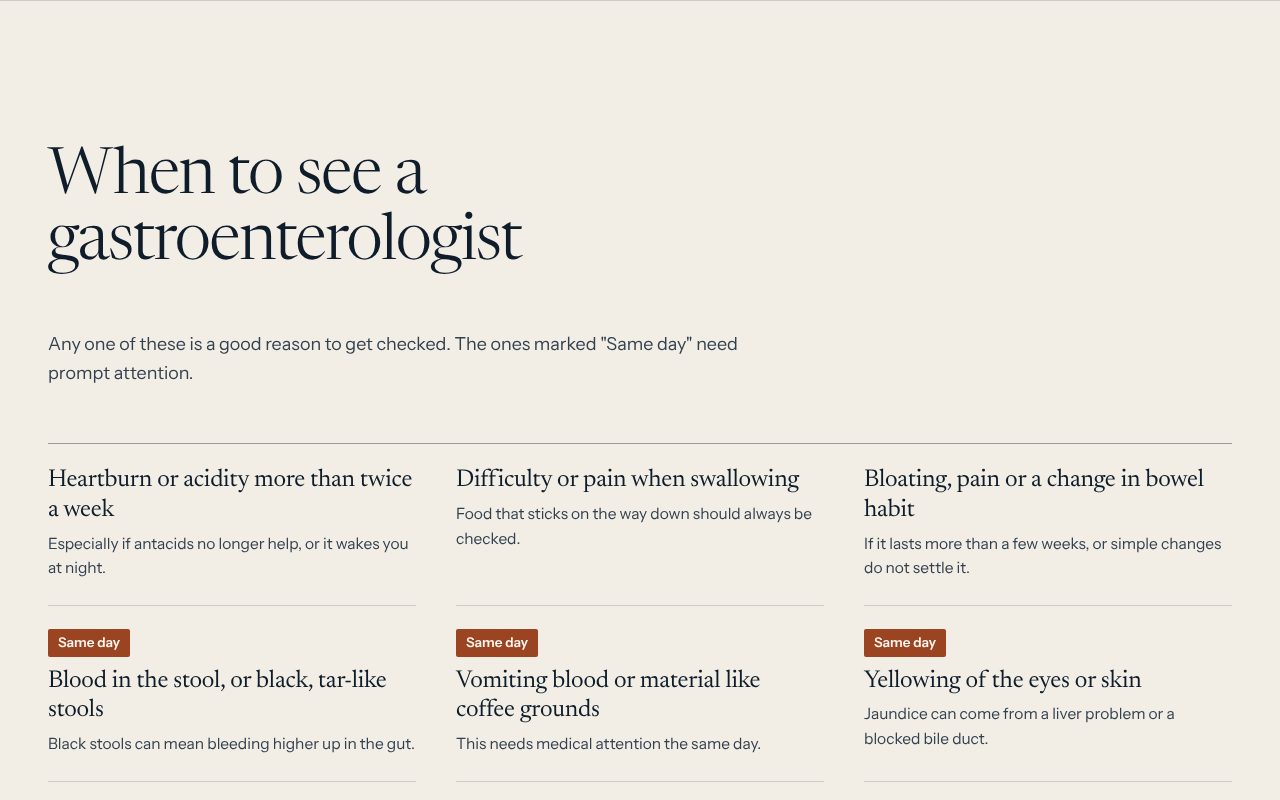 When to see a
gastroenterologist
Any one of these is a good reason to get checked. The ones marked "Same day" need
prompt attention.
Heartburn or acidity more than twice
a week
Especially if antacids no longer help, or it wakes you
at night.
Difficulty or pain when swallowing
Food that sticks on the way down should always be
checked.
Bloating, pain or a change in bowel
habit
If it lasts more than a few weeks, or simple changes
do not settle it.
Same day
Blood in the stool, or black, tar-like
stools
Black stools can mean bleeding higher up in the gut.
Same day
Vomiting blood or material like
coffee grounds
This needs medical attention the same day.
Same day
Yellowing of the eyes or skin
Jaundice can come from a liver problem or a
blocked bile duct.